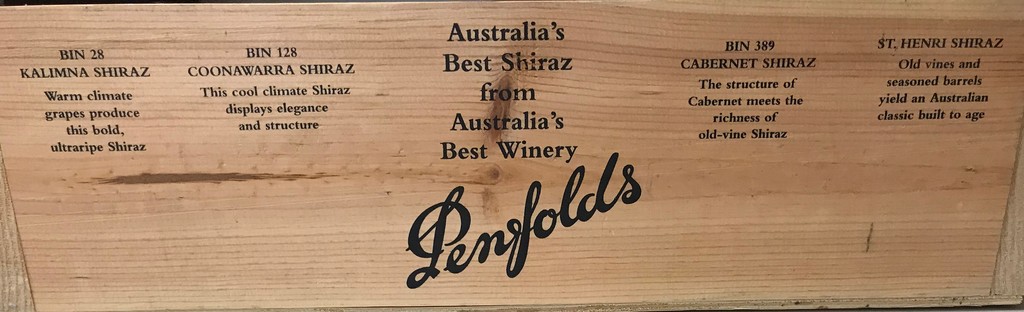 BIN 28
KALIMNA SHIRAZ
Warm climate
grapes produce
this bold,
ultraripe Shiraz
BIN 128
COONAWARRA SHIRAZ
This cool climate Shiraz
displays elegance
and structure
Australia's
Best Shiraz
from
Australia's
Best Winery
Penfolds
BIN 389
CABERNET SHIRAZ
The structure of
Cabernet meets the
richness of
old-vine Shiraz
ST. HENRI SHIRAZ
Old vines and
seasoned barrels
yield an Australian
classic built to age